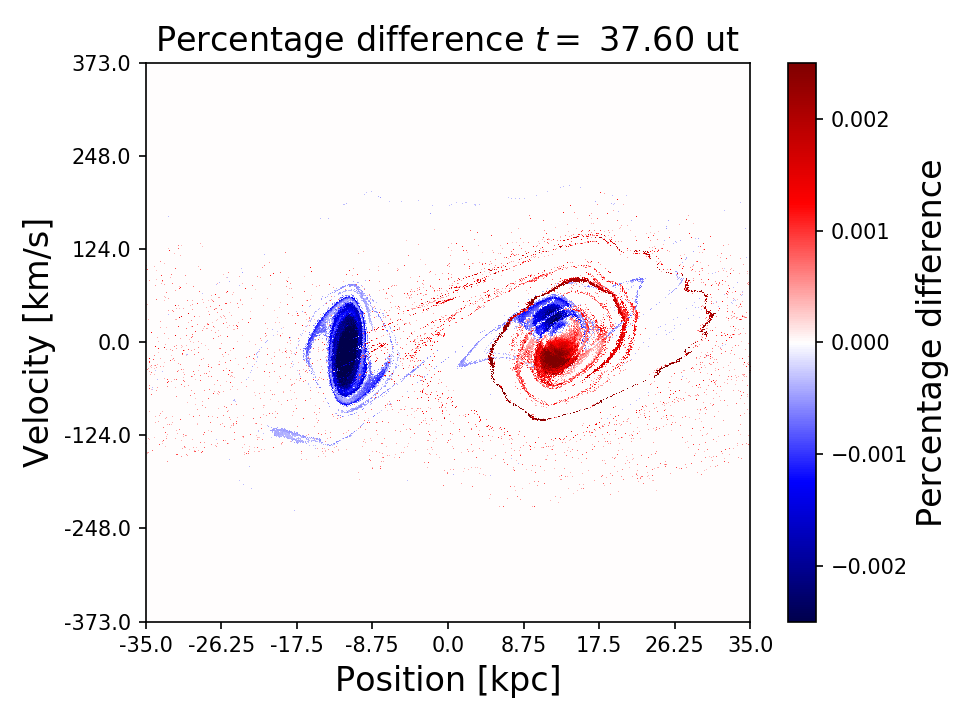 Percentage difference t = 37.60 ut
373.0
248.0
124.0
0.0
-124.0
-248.0
-373.0
Velocity [km/s]
-35.0 -26.25 -17.5 -8.75 0.0 8.75 17.5 26.25 35.0
Position [kpc]
0.002
0.001
0.000
−0.001
−0.002
Percentage difference